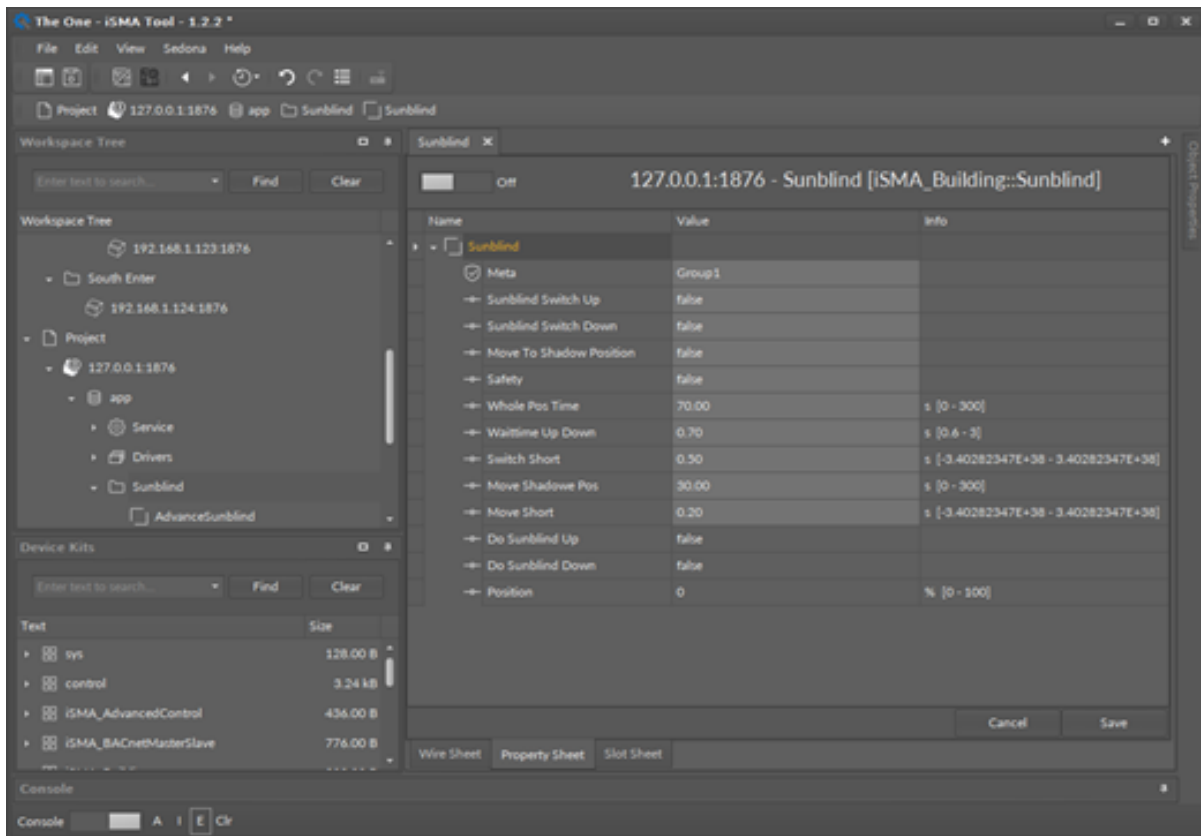 The One - iSMA Tool - 1.2.2 *
File Edit View Sedona Help
Project 127.0.0.1:1876 app Sunblind Sunblind
Workspace Tree
Enter text to search... Find Clear
Workspace Tree
192.168.1.123:1876
South Enter
192.168.1.124:1876
Project
127.0.0.1:1876
app
Service
Drivers
Sunblind
AdvanceSunblind
Device Kits
Enter text to search... Find Clear
Text Size
sys 128.00 B
control 3.24 kB
iSMA_AdvancedControl 436.00 B
iSMA_BACnetMasterSlave 776.00 B
Sunblind
Off 127.0.0.1:1876 - Sunblind [iSMA_Building::Sunblind]
Name Value Info
Sunblind
Meta Group1
Sunblind Switch Up false
Sunblind Switch Down false
Move To Shadow Position false
Safety false
Whole Pos Time 70.00 s [0 - 300]
Waittime Up Down 0.70 s [0.6 - 3]
Switch Short 0.50 s [-3.40282347E+38 - 3.40282347E+38]
Move Shadowe Pos 30.00 s [0 - 300]
Move Short 0.20 s [-3.40282347E+38 - 3.40282347E+38]
Do Sunblind Up false
Do Sunblind Down false
Position 0 % [0 - 100]
Cancel Save
Wire Sheet Property Sheet Slot Sheet
Object Properties
Console
Console A I E Clr